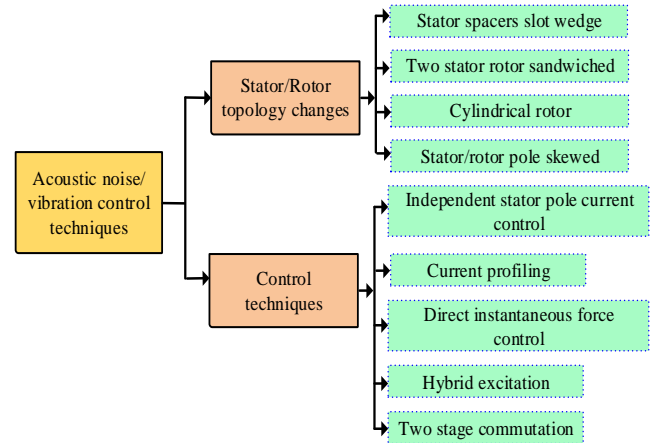 Acoustic noise/
vibration control
techniques
Stator/Rotor
topology changes
Stator spacers slot wedge
Two stator rotor sandwiched
Cylindrical rotor
Stator/rotor pole skewed
Control
techniques
Independent stator pole current
control
Current profiling
Direct instantaneous force
control
Hybrid excitation
Two stage commutation